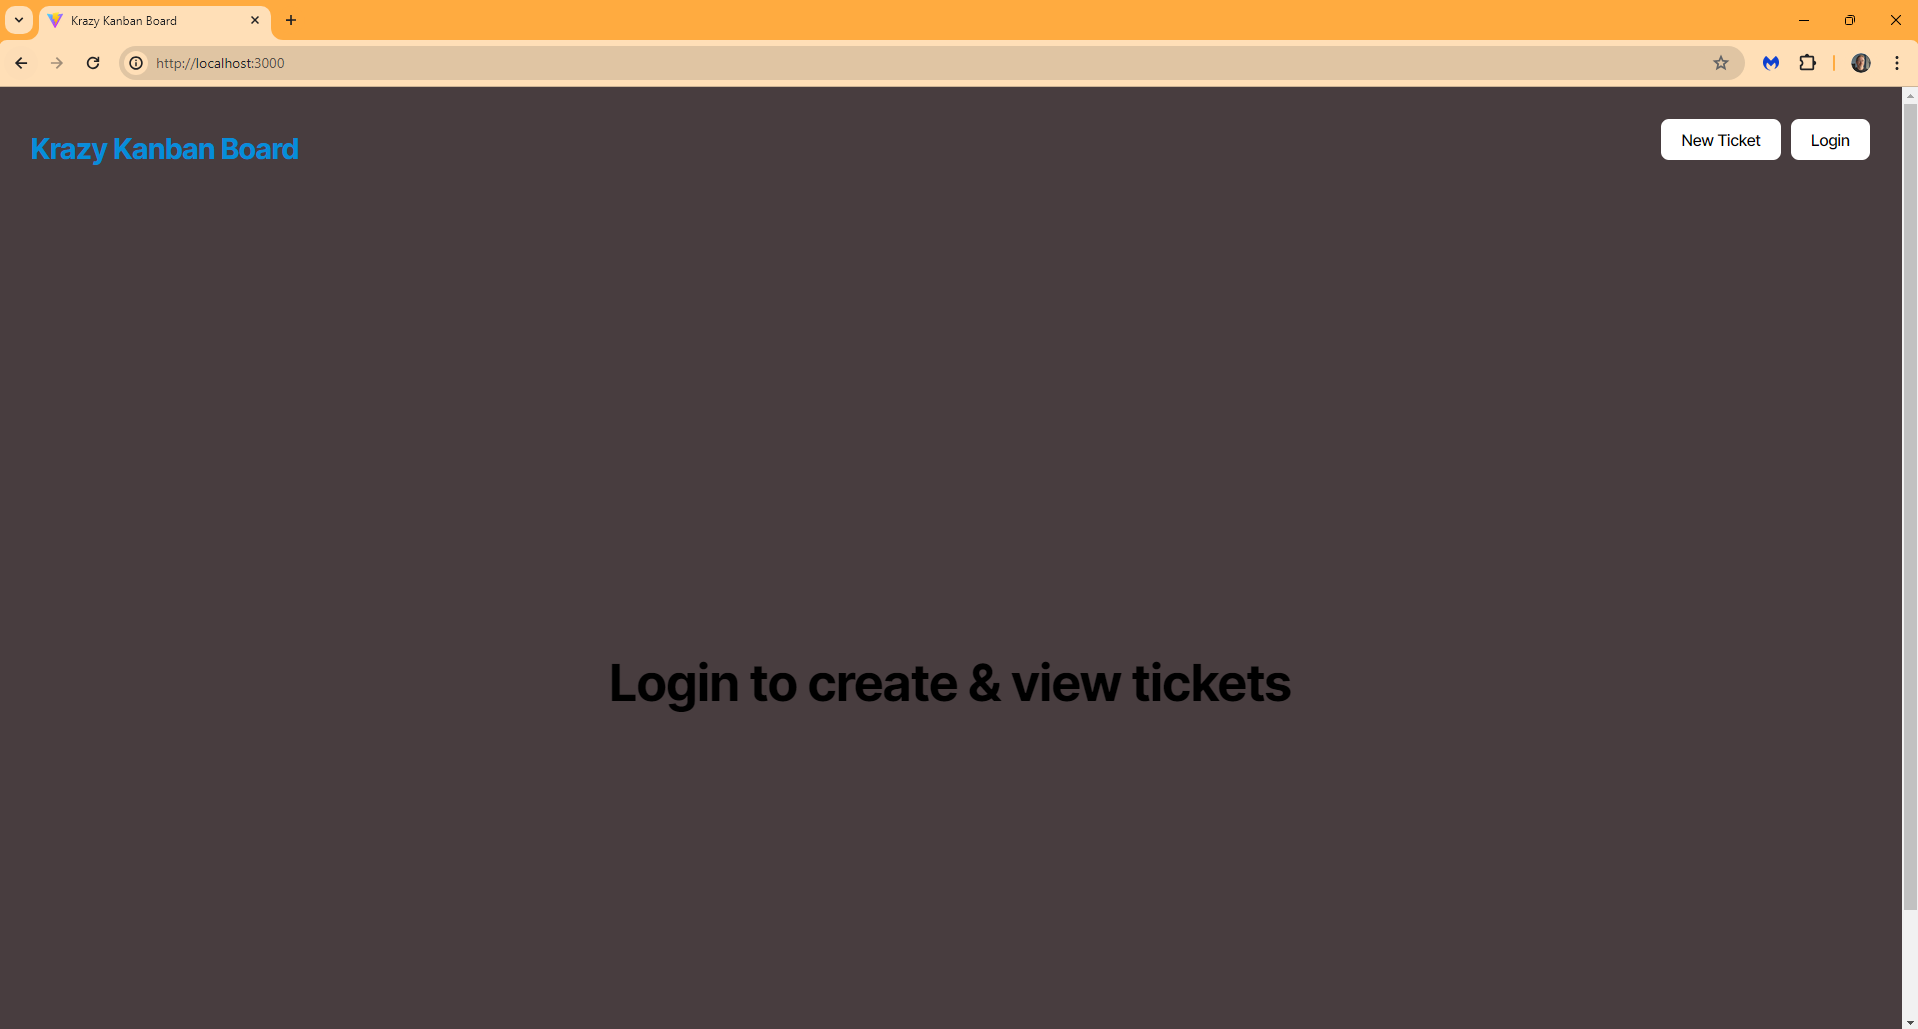 Krazy Kanban Board
http://localhost:3000
Krazy Kanban Board
New Ticket
Login
Login to create & view tickets